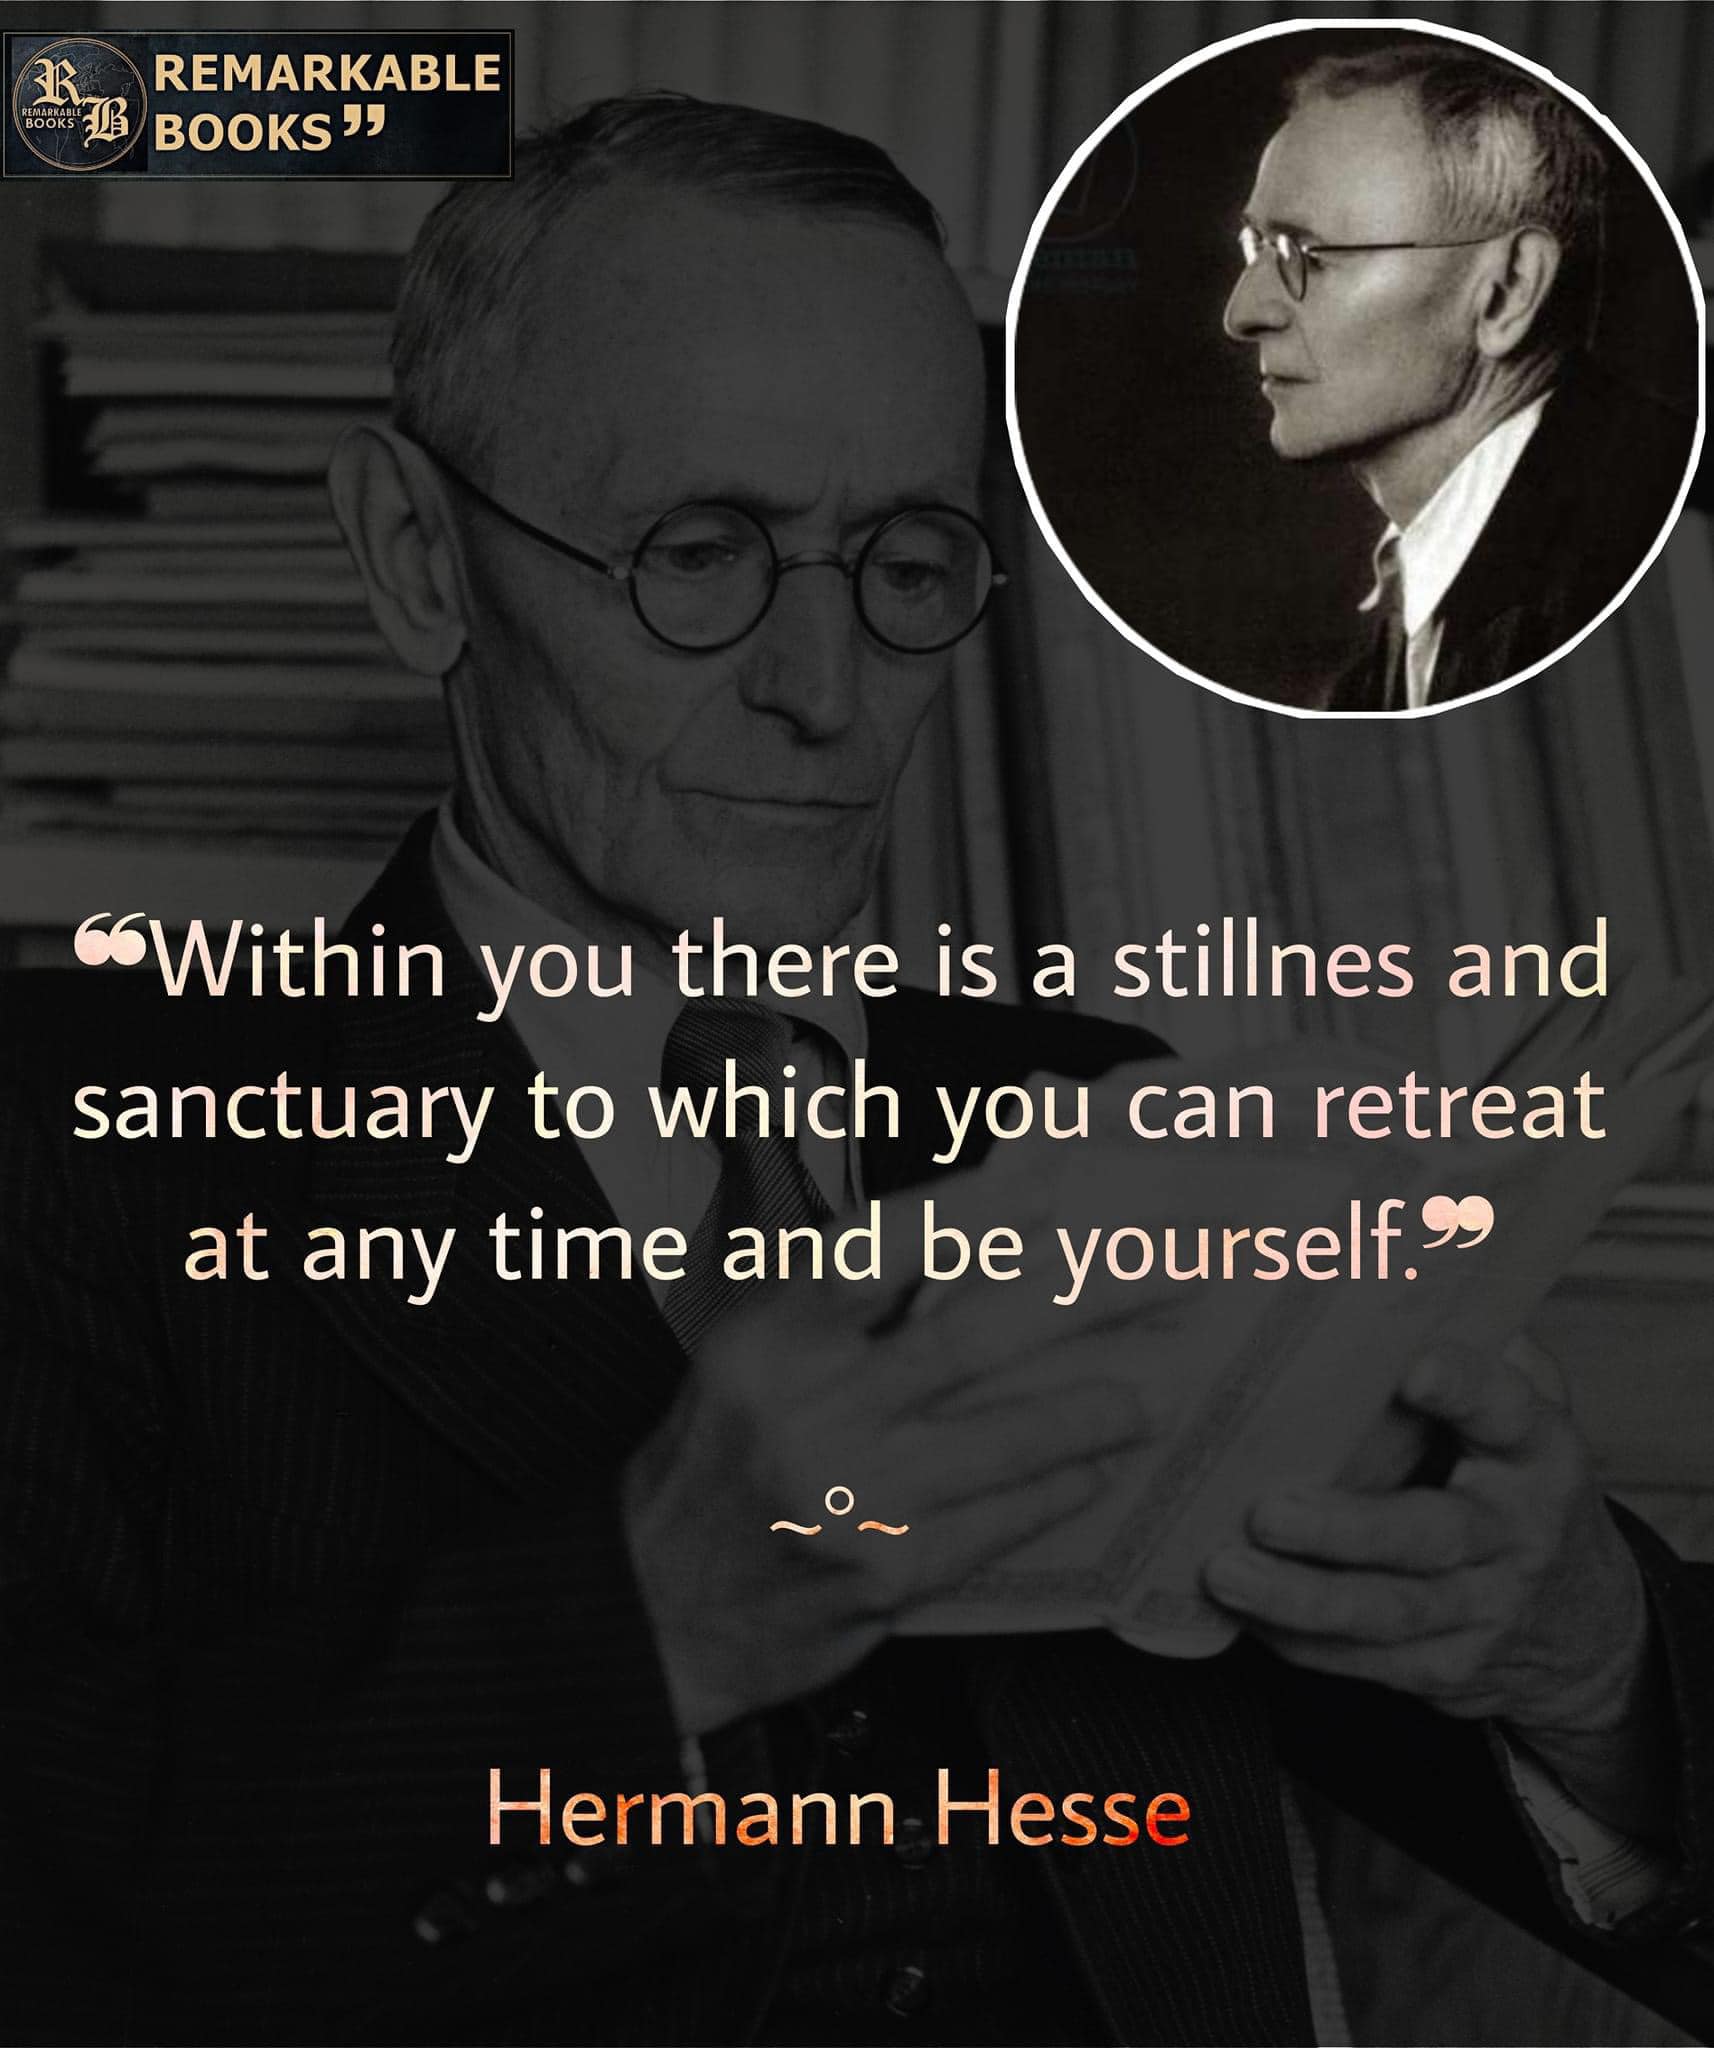 RB
REMARKABLE
BOOKS
REMARKABLE
BOOKS”
❝Within you there is a stillnes and
sanctuary to which you can retreat
at any time and be yourself.❞
~°~
Hermann Hesse